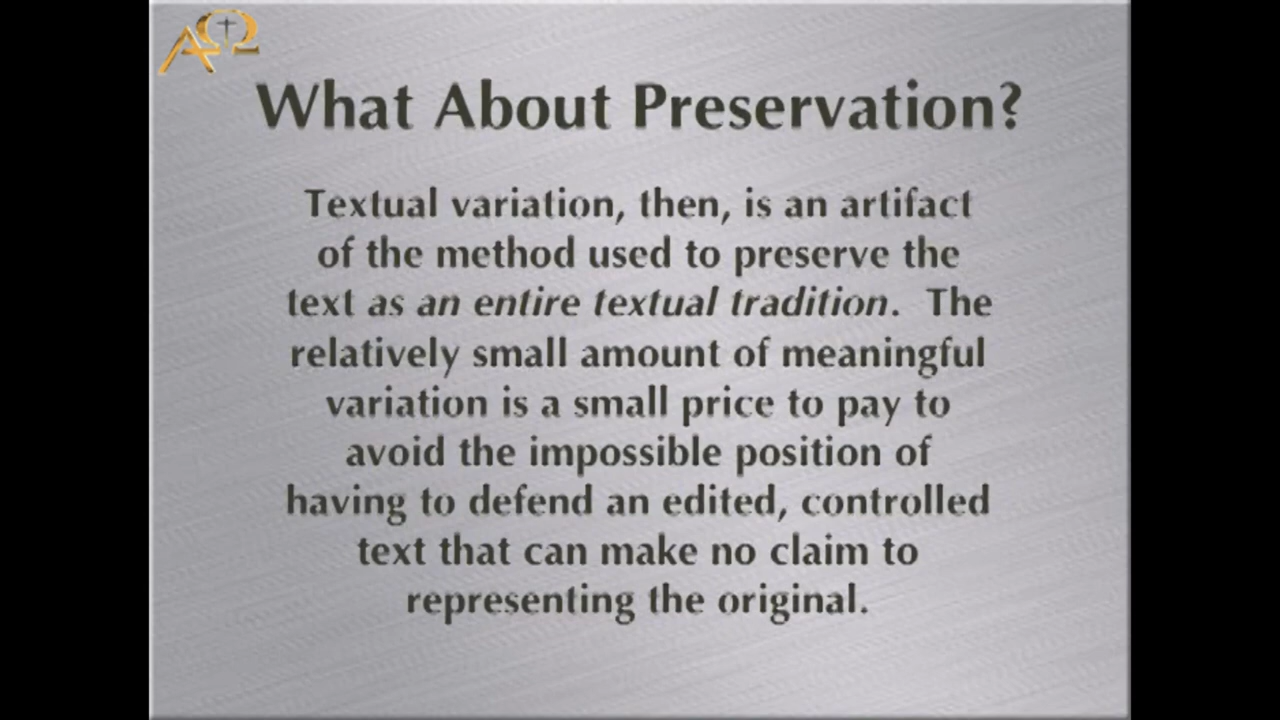 ΑΩ
What About Preservation?
Textual variation, then, is an artifact
of the method used to preserve the
text as an entire textual tradition. The
relatively small amount of meaningful
variation is a small price to pay to
avoid the impossible position of
having to defend an edited, controlled
text that can make no claim to
representing the original.